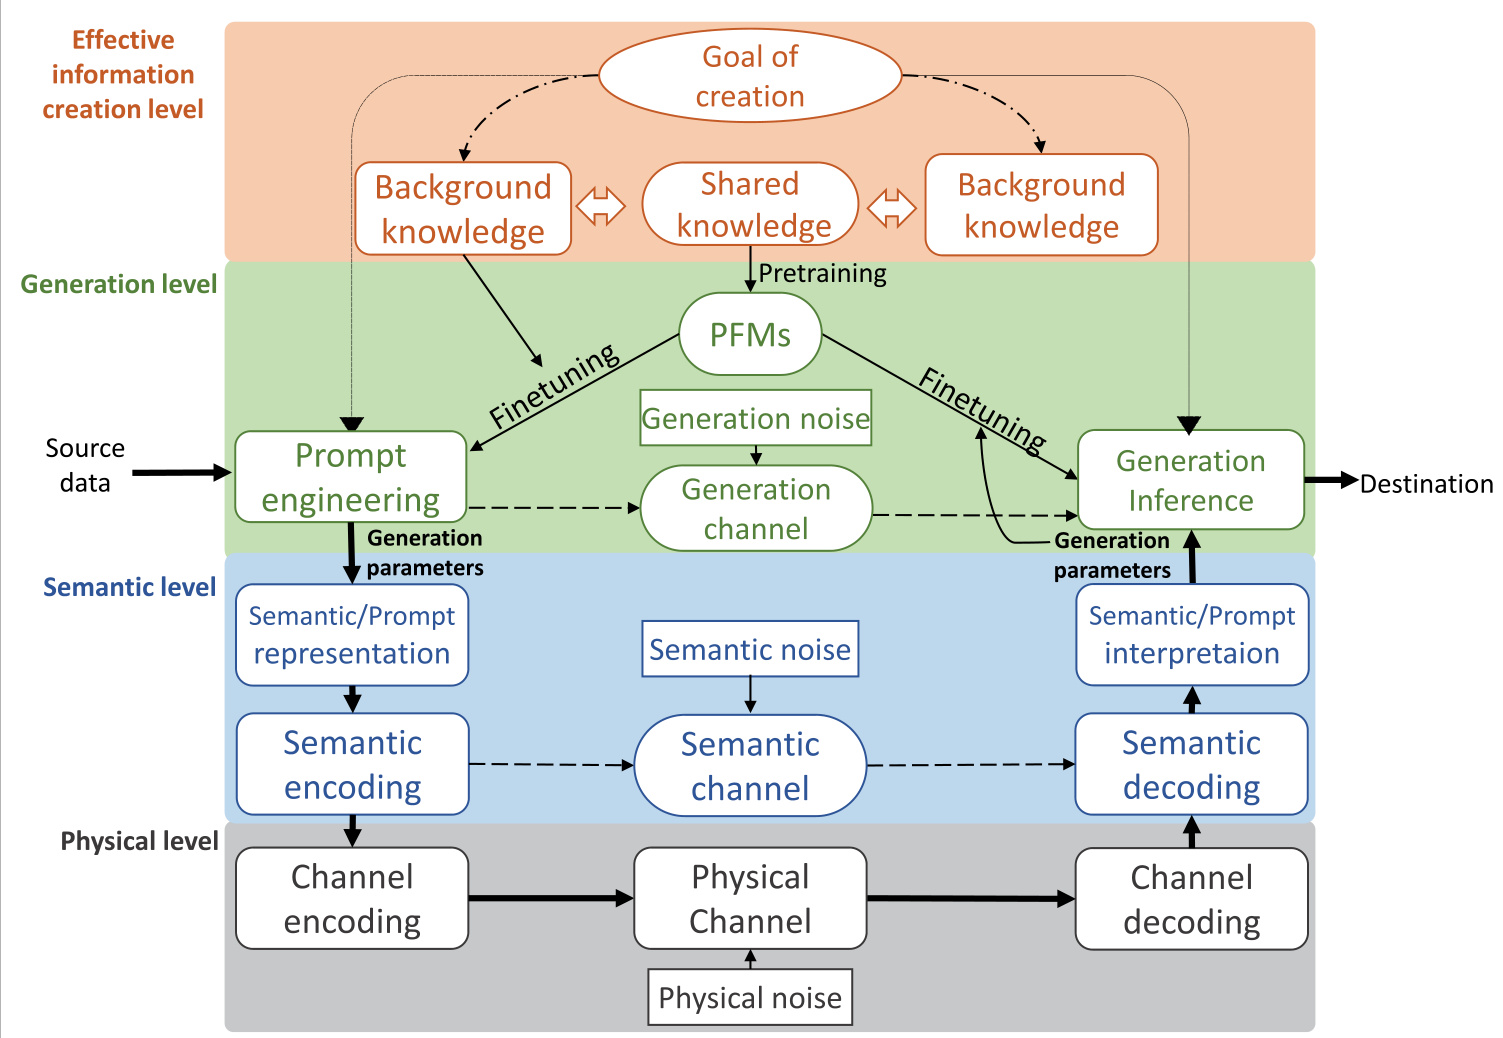 Effective
information
creation level
Goal of
creation
Background
knowledge
Shared
knowledge
Background
knowledge
Generation level
Pretraining
PFMs
Finetuning
Finetuning
Generation noise
Source
data
Prompt
engineering
Generation
channel
Generation
Inference
Destination
Generation
parameters
Generation
parameters
Semantic level
Semantic/Prompt
representation
Semantic noise
Semantic/Prompt
interpretaion
Semantic
encoding
Semantic
channel
Semantic
decoding
Physical level
Channel
encoding
Physical
Channel
Channel
decoding
Physical noise